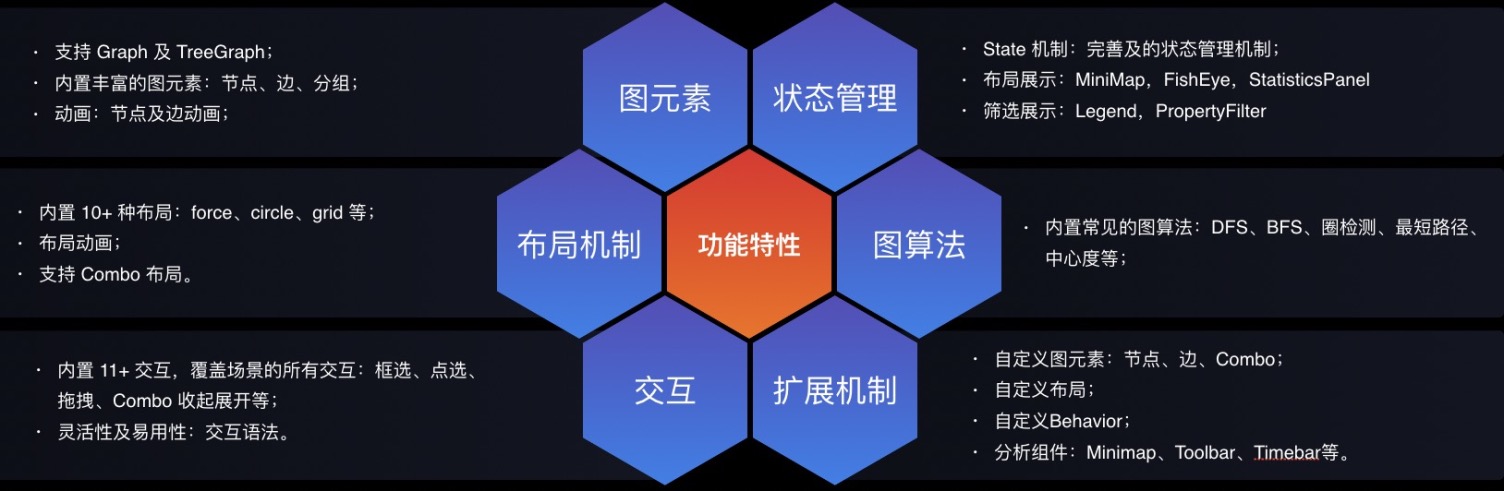 · 支持 Graph 及 TreeGraph；
· 内置丰富的图元素：节点、边、分组；
· 动画：节点及边动画；
图元素
状态管理
· State 机制：完善及的状态管理机制；
· 布局展示：MiniMap，FishEye，StatisticsPanel
· 筛选展示：Legend，PropertyFilter
· 内置 10+ 种布局：force、circle、grid 等；
· 布局动画；
· 支持 Combo 布局。
布局机制
功能特性
图算法
· 内置常见的图算法：DFS、BFS、圈检测、最短路径、
中心度等；
· 内置 11+ 交互，覆盖场景的所有交互：框选、点选、
拖拽、Combo 收起展开等；
· 灵活性及易用性：交互语法。
交互
扩展机制
· 自定义图元素：节点、边、Combo；
· 自定义布局；
· 自定义Behavior；
· 分析组件：Minimap、Toolbar、Timebar等。